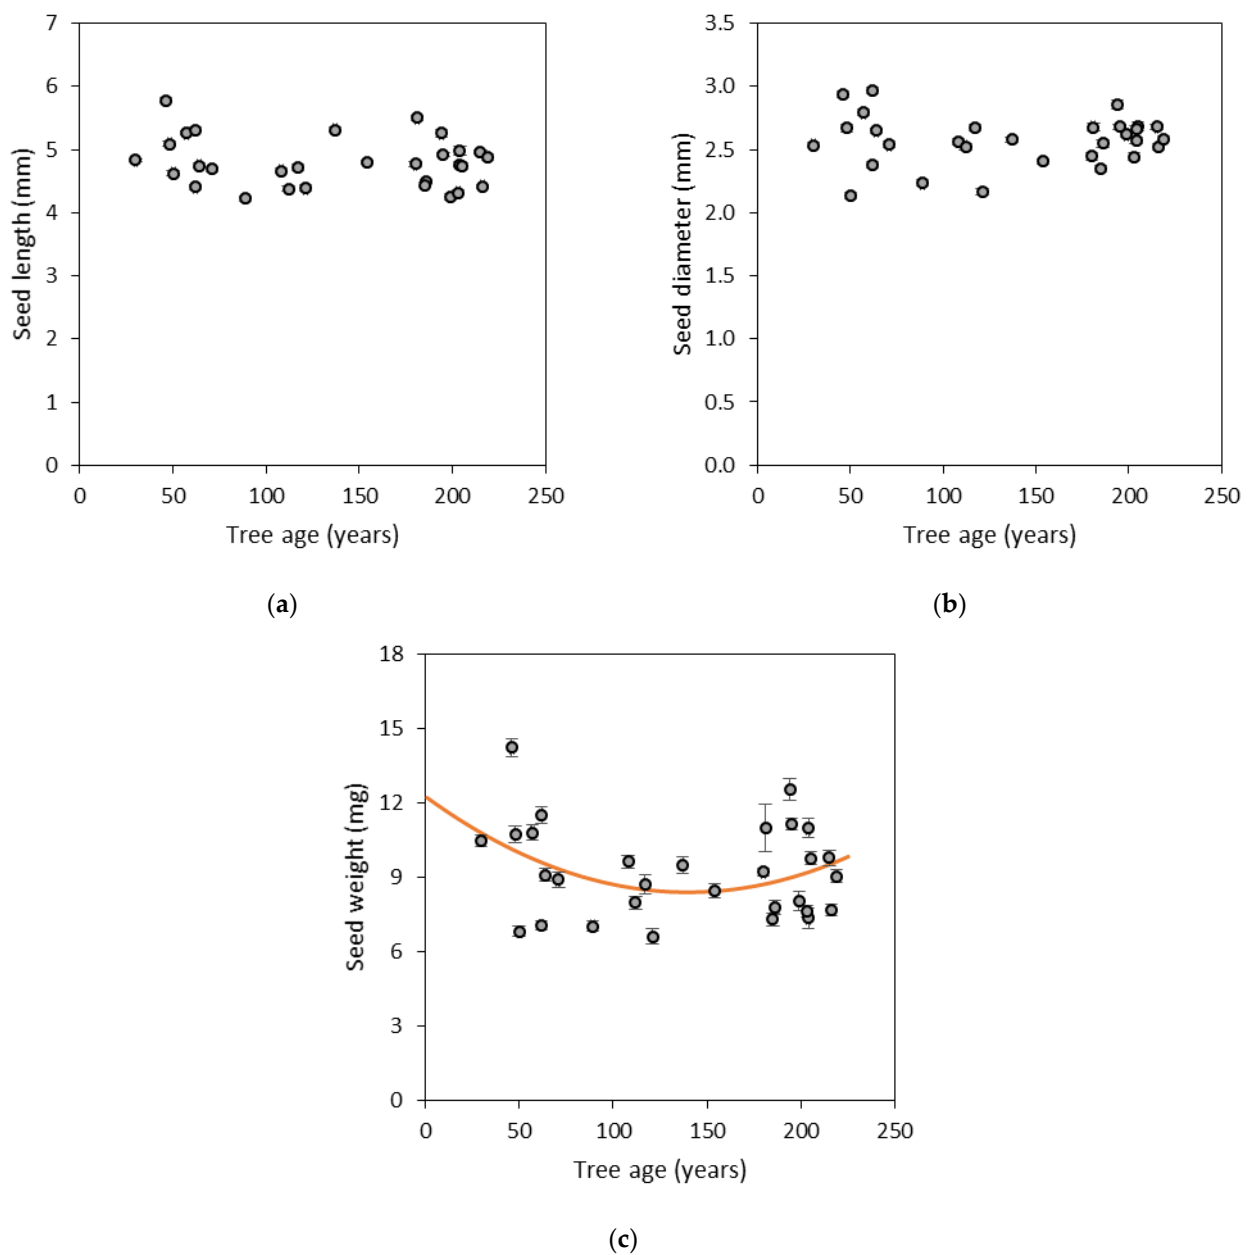 7
6
5
4
3
2
1
0
Seed length (mm)
0 50 100 150 200 250
Tree age (years)
(a)
3.5
3.0
2.5
2.0
1.5
1.0
0.5
0.0
Seed diameter (mm)
0 50 100 150 200 250
Tree age (years)
(b)
18
15
12
9
6
3
0
Seed weight (mg)
0 50 100 150 200 250
Tree age (years)
(c)